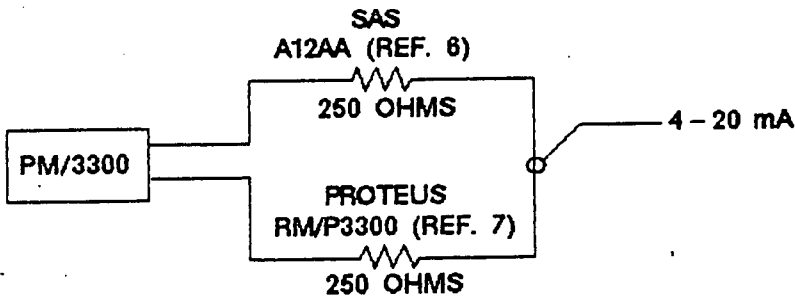 SAS
A12AA (REF. 6)
250 OHMS
4 – 20 mA
PM/3300
PROTEUS
RM/P3300 (REF. 7)
250 OHMS